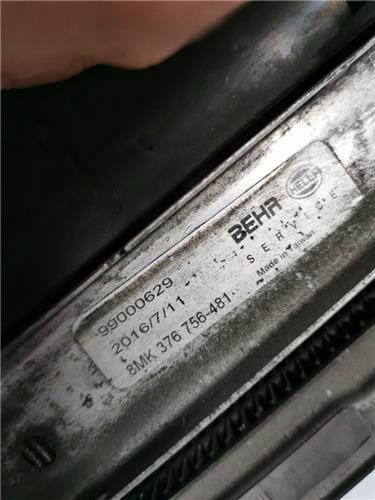 BEHR HELLA
SERVICE
Made in Taiwan
99000629
2016/7/11
8MK 376 756-481